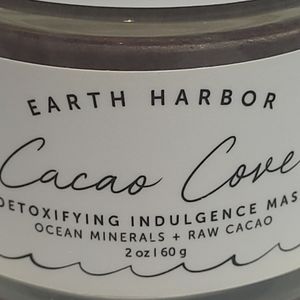 EARTH HARBOR
Cacao Cove
DETOXIFYING INDULGENCE MAS
OCEAN MINERALS + RAW CACAO
2 oz | 60 g